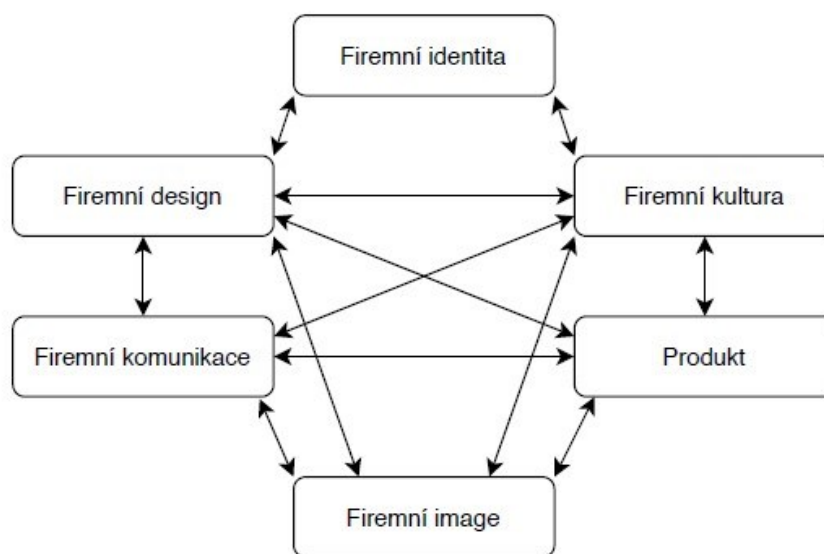 Firemní identita
Firemní design
Firemní kultura
Firemní komunikace
Produkt
Firemní image